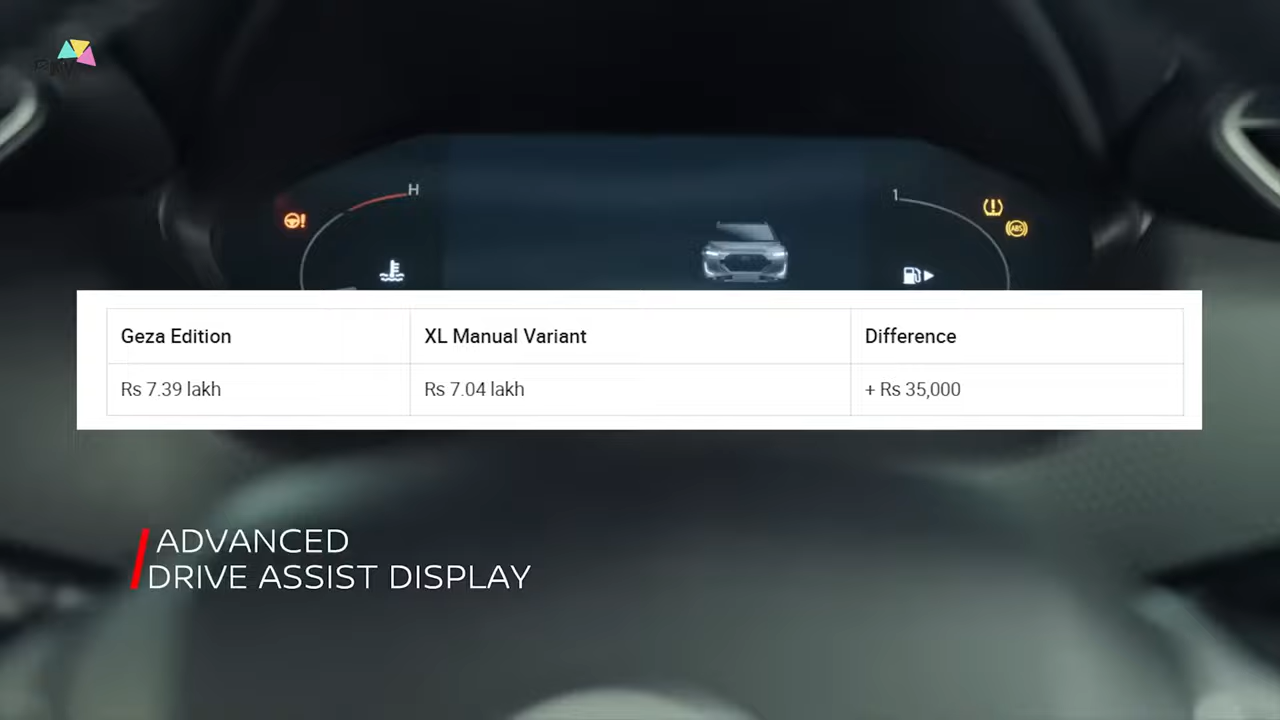 H
1
ABS
Geza Edition XL Manual Variant Difference
Rs 7.39 lakh Rs 7.04 lakh + Rs 35,000
ADVANCED
DRIVE ASSIST DISPLAY